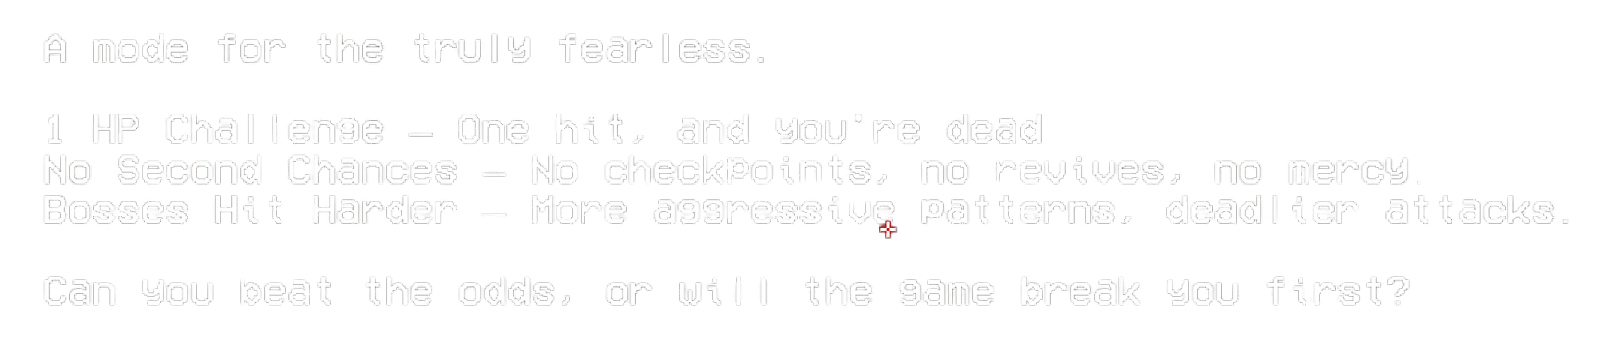 A mode for the truly fearless.
1 HP Challenge – One hit, and you're dead
No Second Chances – No checkpoints, no revives, no mercy.
Bosses Hit Harder – More aggressive patterns, deadlier attacks.
Can you beat the odds, or will the game break you first?